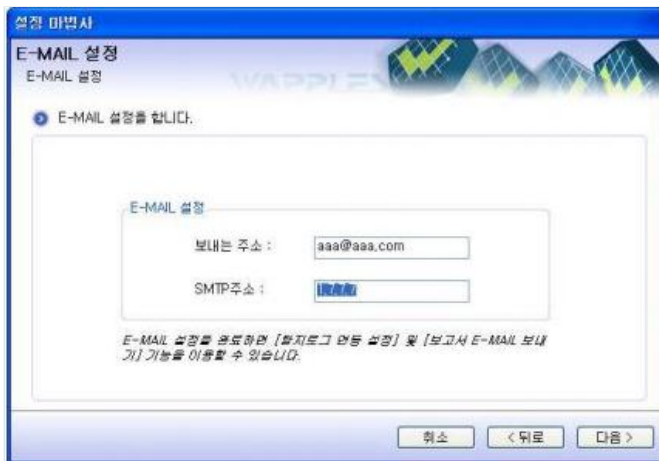 설정 마법사
E-MAIL 설정
E-MAIL 설정
WAPPLES
E-MAIL 설정를 합니다.
E-MAIL 설정
보내는 주소 :
aaa@aaa.com
SMTP주소 :
E-MAIL 설정를 완료하면 [탐지로그 연동 설정] 및 [보고서 E-MAIL 보내
기] 기능을 이용할 수 있습니다.
취소
< 뒤로
다음 >